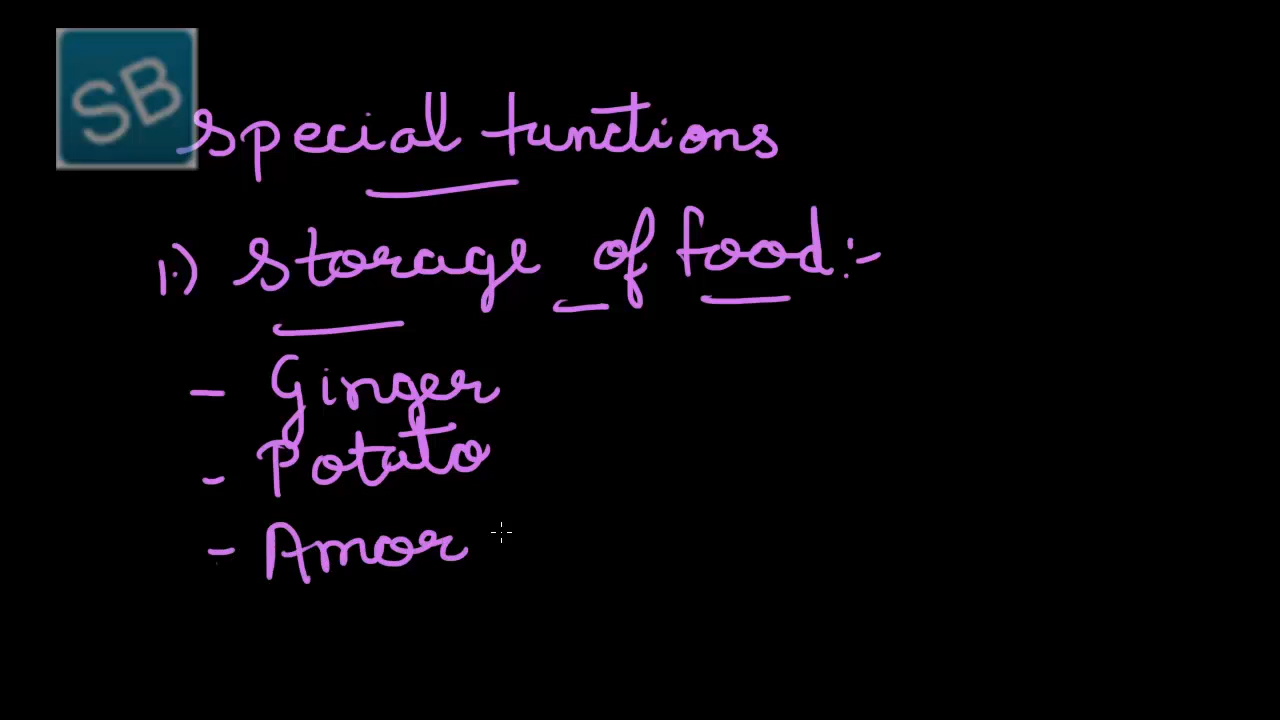 SB
Special functions
1.) Storage of food:-
- Ginger
- Potato
- Amor